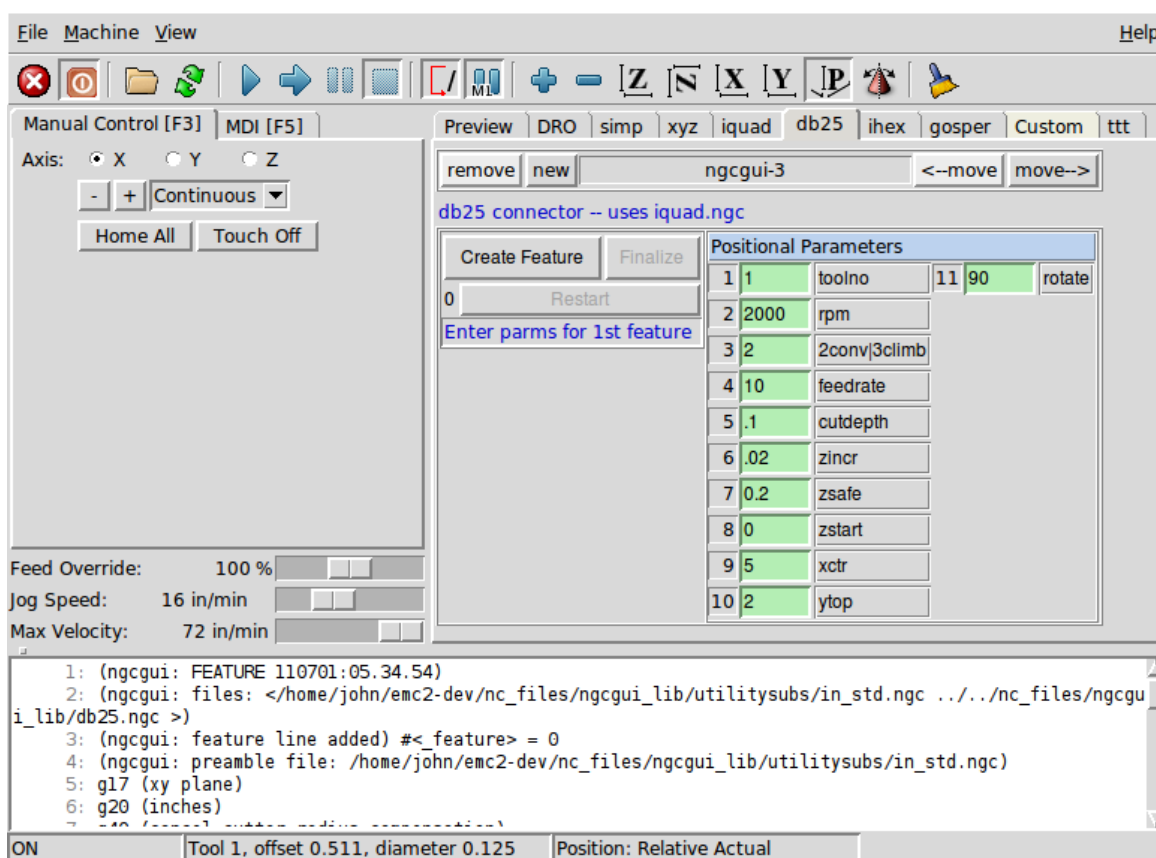 File Machine View Help
Z N X Y P
ML
Manual Control [F3] MDI [F5]
Axis: X Y Z
- + Continuous
Home All Touch Off
Feed Override: 100 %
Jog Speed: 16 in/min
Max Velocity: 72 in/min
Preview DRO simp xyz iquad db25 ihex gosper Custom ttt
remove new ngcgui-3 <--move move-->
db25 connector -- uses iquad.ngc
Create Feature Finalize
0 Restart
Enter parms for 1st feature
Positional Parameters
1 1 toolno 11 90 rotate
2 2000 rpm
3 2 2conv|3climb
4 10 feedrate
5 .1 cutdepth
6 .02 zincr
7 0.2 zsafe
8 0 zstart
9 5 xctr
10 2 ytop
1: (ngcgui: FEATURE 110701:05.34.54)
2: (ngcgui: files: </home/john/emc2-dev/nc_files/ngcgui_lib/utilitysubs/in_std.ngc ../../nc_files/ngcgu
i_lib/db25.ngc >)
3: (ngcgui: feature line added) #<_feature> = 0
4: (ngcgui: preamble file: /home/john/emc2-dev/nc_files/ngcgui_lib/utilitysubs/in_std.ngc)
5: g17 (xy plane)
6: g20 (inches)
ON Tool 1, offset 0.511, diameter 0.125 Position: Relative Actual